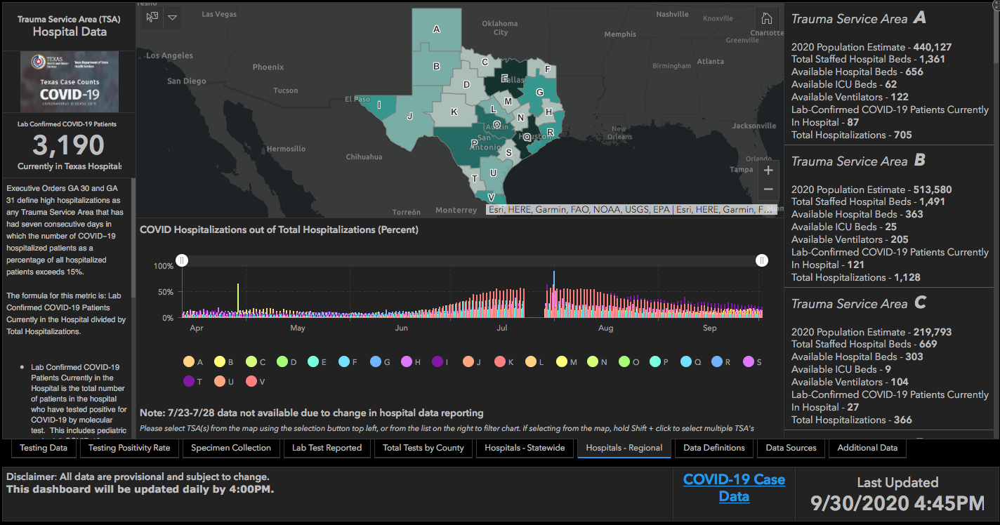 Trauma Service Area (TSA)
Hospital Data
TEXAS
Health and Human
Services
Texas Department of State
Health Services
Texas Case Counts
COVID-19
CORONAVIRUS DISEASE 2019
Lab Confirmed COVID-19 Patients
3,190
Currently in Texas Hospitals
Executive Orders GA 30 and GA
31 define high hospitalizations as
any Trauma Service Area that has
had seven consecutive days in
which the number of COVID-19
hospitalized patients as a
percentage of all hospitalized
patients exceeds 15%.
The formula for this metric is: Lab
Confirmed COVID-19 Patients
Currently in the Hospital divided by
Total Hospitalizations.
• Lab Confirmed COVID-19
Patients Currently in the
Hospital is the total number
of patients in the hospital
who have tested positive for
COVID-19 by molecular
test. This includes pediatric
Fresno
Las Vegas
Los Angeles
San Diego
Phoenix
Tucson
El Paso
Hermosillo
Chihuahua
Torreón
Monterrey
Oklahoma
City
Dallas
Austin
San
Antonio
Houston
Memphis
Nashville
Knoxville
Charlotte
Greenville
Birmingham
Atlanta
New
Orleans
Jacksonville
Orlando
Tampa
Miami
A
B
C
D
E
F
G
H
I
J
K
L
M
N
O
P
Q
R
S
T
U
V
+
−
Esri, HERE, Garmin, FAO, NOAA, USGS, EPA | Esri, HERE, Garmin, F...
COVID Hospitalizations out of Total Hospitalizations (Percent)
100%
50%
0%
Apr May Jun Jul Aug Sep
A B C D E F G H I J K L M N O P Q R S
T U V
Note: 7/23-7/28 data not available due to change in hospital data reporting
Please select TSA(s) from the map using the selection button top left, or from the list on the right to filter chart. If selecting from the map, hold Shift + click to select multiple TSA's
Trauma Service Area A
2020 Population Estimate - 440,127
Total Staffed Hospital Beds - 1,361
Available Hospital Beds - 656
Available ICU Beds - 62
Available Ventilators - 122
Lab-Confirmed COVID-19 Patients Currently
In Hospital - 87
Total Hospitalizations - 705
Trauma Service Area B
2020 Population Estimate - 513,580
Total Staffed Hospital Beds - 1,491
Available Hospital Beds - 363
Available ICU Beds - 25
Available Ventilators - 205
Lab-Confirmed COVID-19 Patients Currently
In Hospital - 121
Total Hospitalizations - 1,128
Trauma Service Area C
2020 Population Estimate - 219,793
Total Staffed Hospital Beds - 669
Available Hospital Beds - 303
Available ICU Beds - 9
Available Ventilators - 104
Lab-Confirmed COVID-19 Patients Currently
In Hospital - 27
Total Hospitalizations - 366
Testing Data
Testing Positivity Rate
Specimen Collection
Lab Test Reported
Total Tests by County
Hospitals - Statewide
Hospitals - Regional
Data Definitions
Data Sources
Additional Data
Disclaimer: All data are provisional and subject to change.
This dashboard will be updated daily by 4:00PM.
COVID-19 Case
Data
Last Updated
9/30/2020 4:45PM